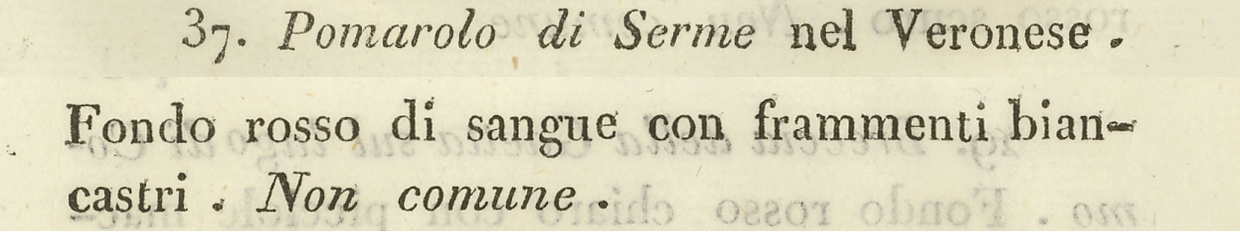 37. Pomarolo di Serme nel Veronese .
Fondo rosso di sangue con frammenti bian-
castri . Non comune .